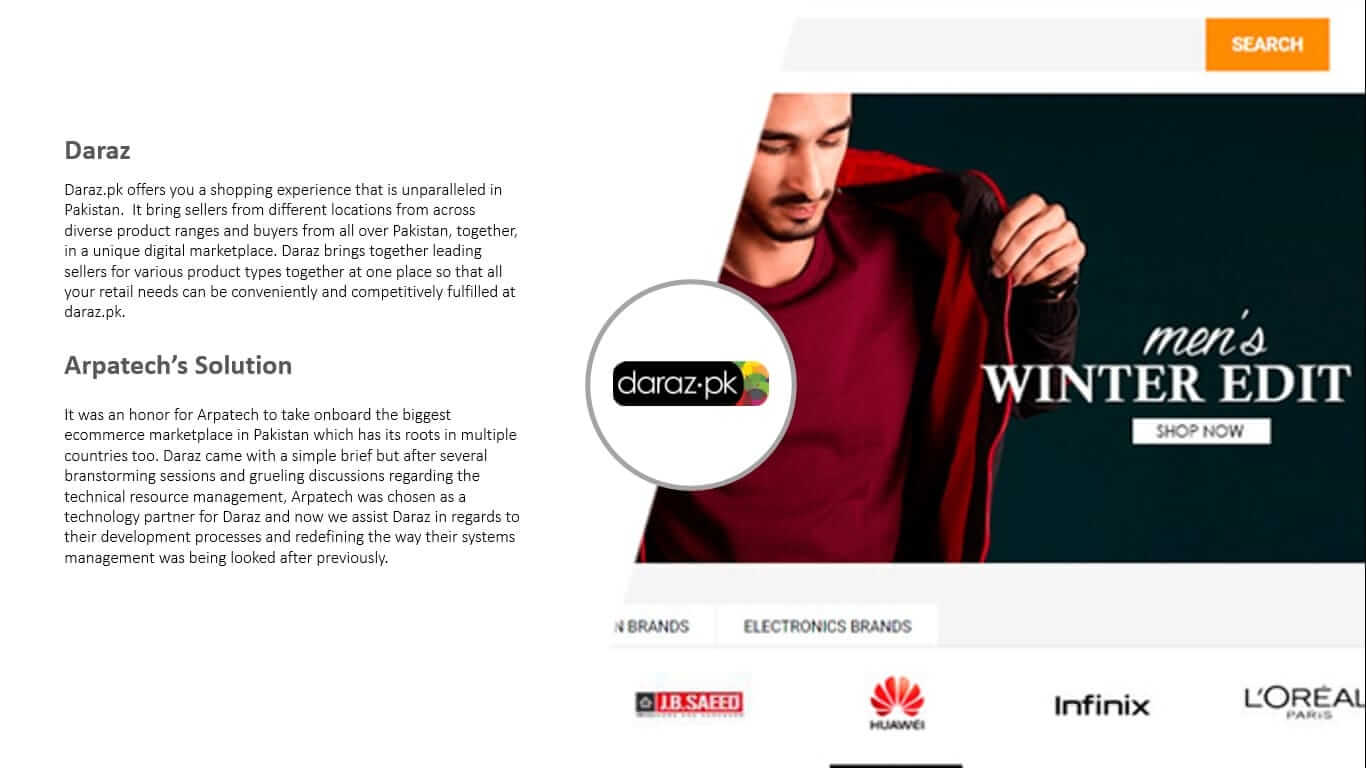 SEARCH
Daraz
Daraz.pk offers you a shopping experience that is unparalleled in
Pakistan.  It bring sellers from different locations from across
diverse product ranges and buyers from all over Pakistan, together,
in a unique digital marketplace. Daraz brings together leading
sellers for various product types together at one place so that all
your retail needs can be conveniently and competitively fulfilled at
daraz.pk.
Arpatech’s Solution
It was an honor for Arpatech to take onboard the biggest
ecommerce marketplace in Pakistan which has its roots in multiple
countries too. Daraz came with a simple brief but after several
branstorming sessions and grueling discussions regarding the
technical resource management, Arpatech was chosen as a
technology partner for Daraz and now we assist Daraz in regards to
their development processes and redefining the way their systems
management was being looked after previously.
daraz.pk
men's
WINTER EDIT
SHOP NOW
N BRANDS
ELECTRONICS BRANDS
J.B.SAEED
HUAWEI
Infinix
L'ORÉAL
PARIS